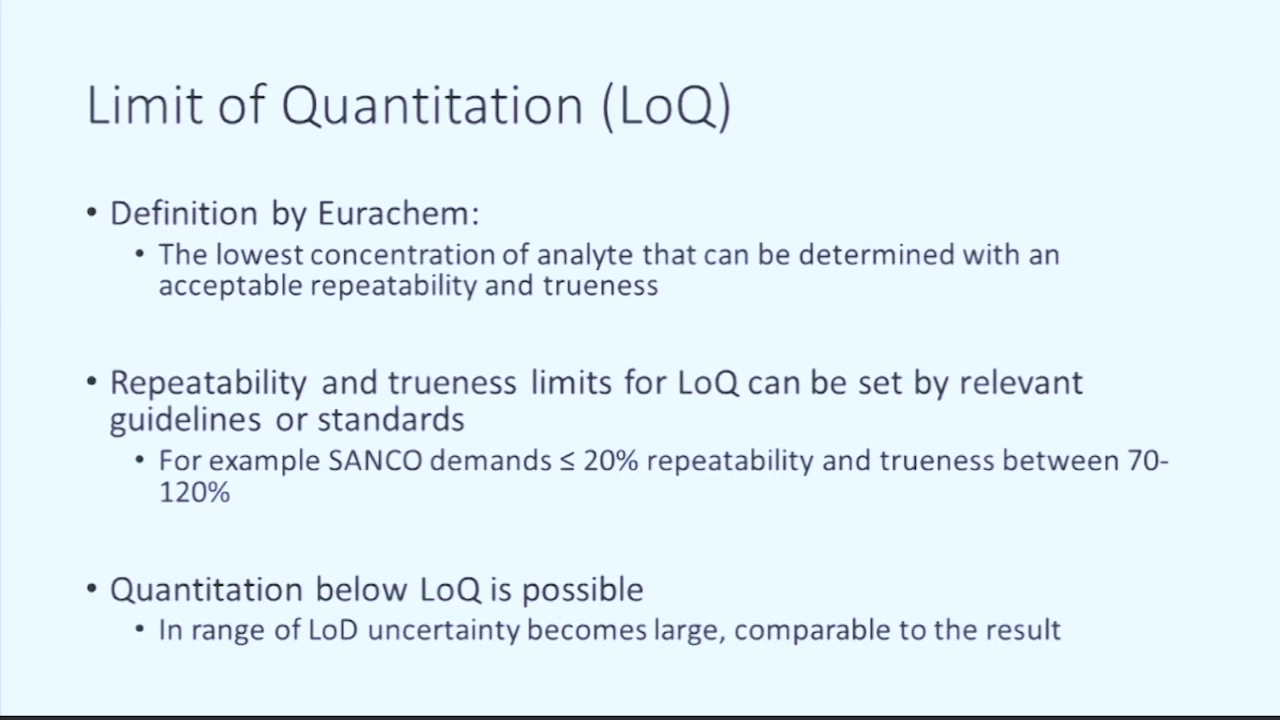 Limit of Quantitation (LoQ)
• Definition by Eurachem:
• The lowest concentration of analyte that can be determined with an
acceptable repeatability and trueness
• Repeatability and trueness limits for LoQ can be set by relevant
guidelines or standards
• For example SANCO demands ≤ 20% repeatability and trueness between 70-
120%
• Quantitation below LoQ is possible
• In range of LoD uncertainty becomes large, comparable to the result